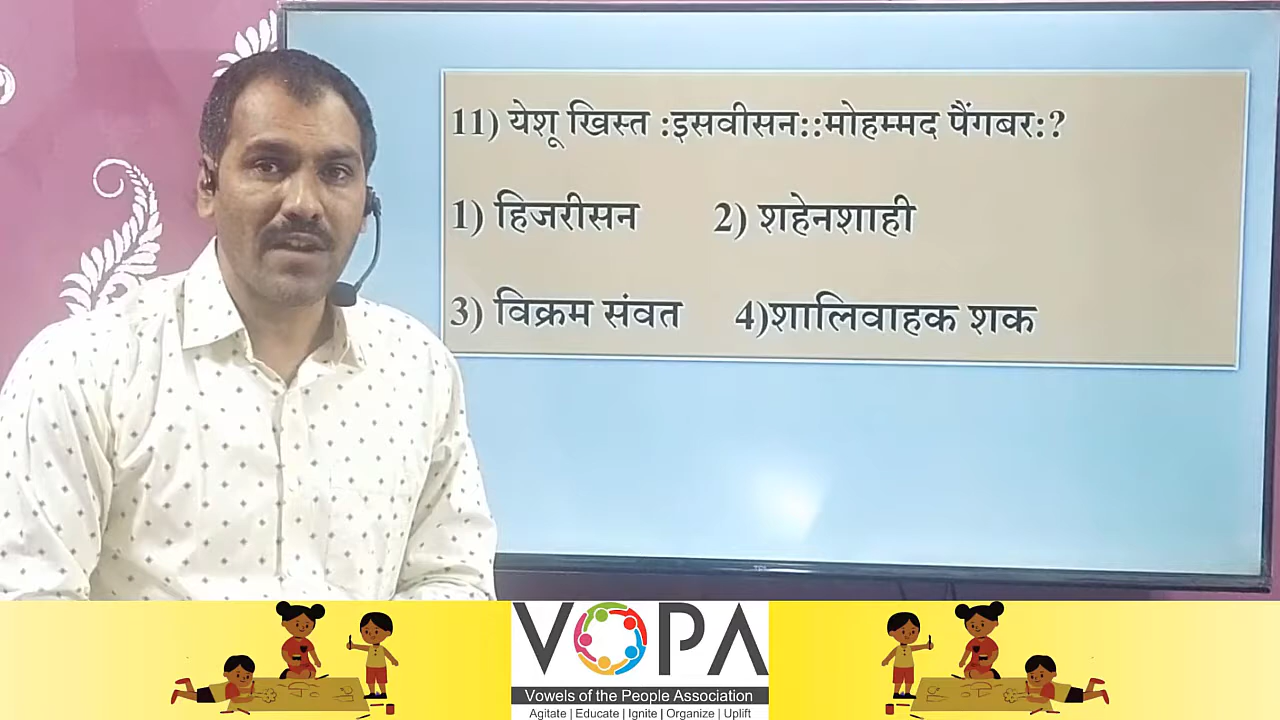 11) येशू खिस्त :इसवीसन::मोहम्मद पैंगबर:?
1) हिजरीसन 2) शहेनशाही
3) विक्रम संवत 4)शालिवाहक शक
VOPA
Vowels of the People Association
Agitate | Educate | Ignite | Organize | Uplift